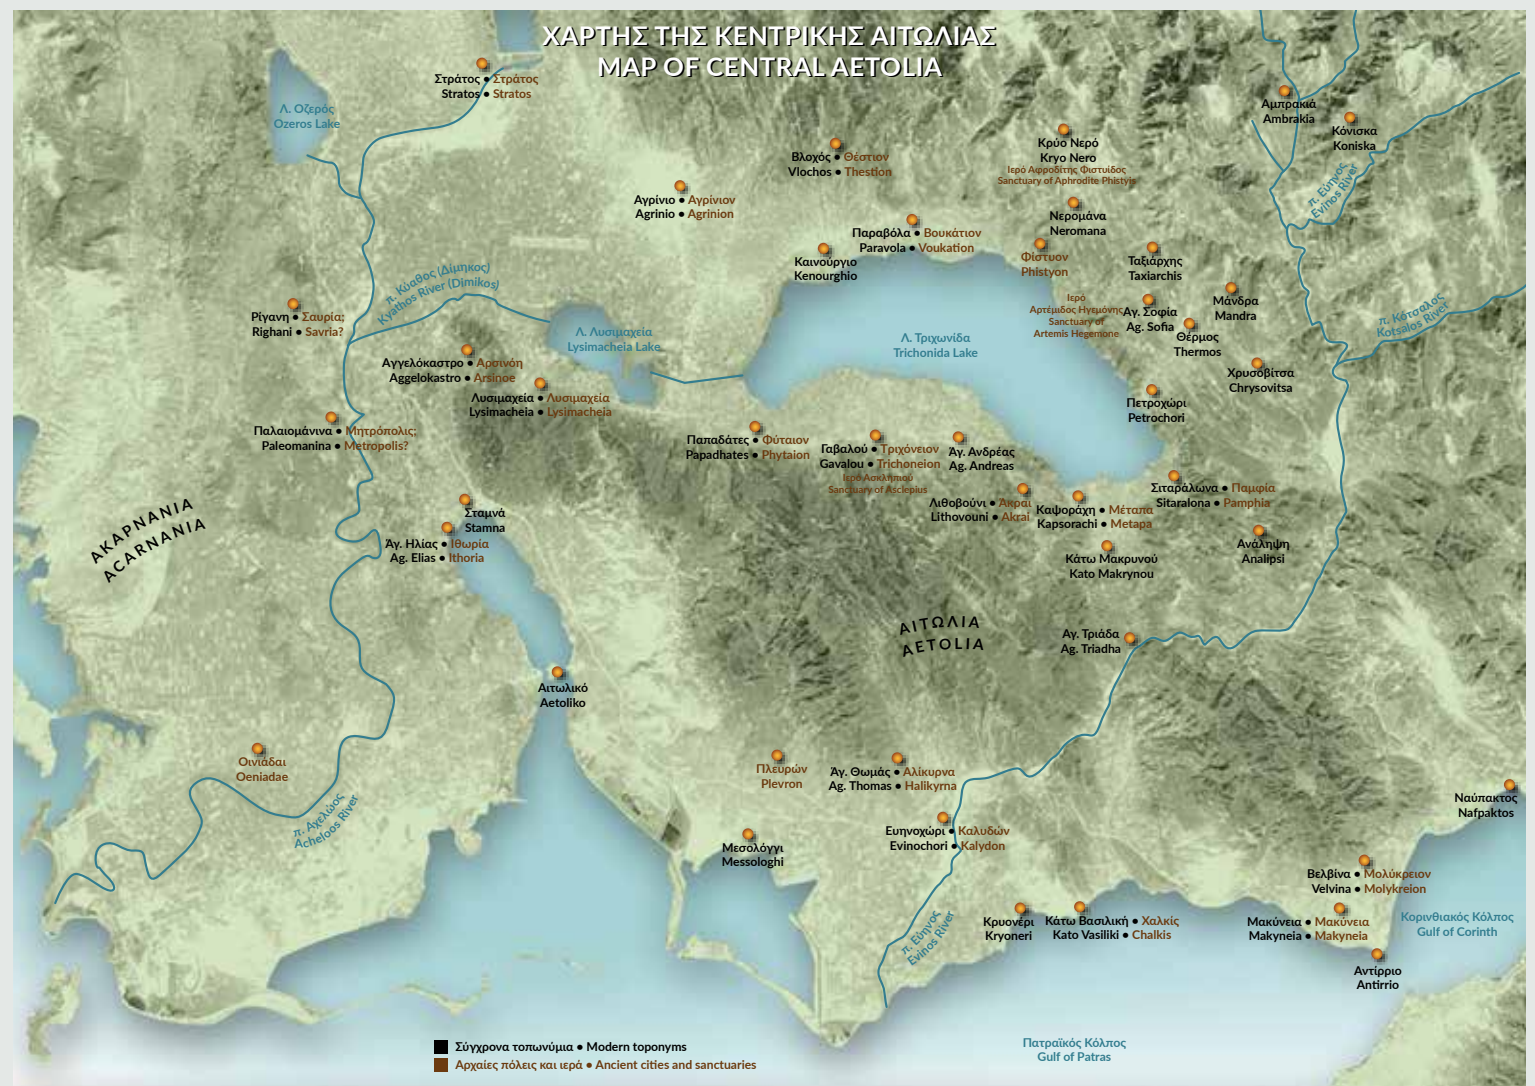 ΧΑΡΤΗΣ ΤΗΣ ΚΕΝΤΡΙΚΗΣ ΑΙΤΩΛΙΑΣ
MAP OF CENTRAL AETOLIA
Στράτος • Στράτος
Stratos • Stratos
Λ. Οζερός
Ozeros Lake
Αμπρακιά
Ambrakia
Κόνισκα
Koniska
Βλοχός • Θέστιον
Vlochos • Thestion
Κρύο Νερό
Kryo Nero
Ιερό Αφροδίτης Φιστυίδος
Sanctuary of Aphrodite Phistyis
π. Εύηνος
Evinos River
Αγρίνιο • Αγρίνιον
Agrinio • Agrinion
Νερομάνα
Neromana
Παραβόλα • Βουκάτιον
Paravola • Voukation
Καινούργιο
Kenourghio
Φίστυον
Phistyon
Ταξιάρχης
Taxiarchis
π. Κύαθος (Δίμηκος)
Kyathos River (Dimikos)
Μάνδρα
Mandra
Ιερό
Αρτέμιδος Ηγεμόνης
Sanctuary of
Artemis Hegemone
Αγ. Σοφία
Ag. Sofia
π. Κότσαλος
Kotsalos River
Ρίγανη • Σαυρία;
Righani • Savria?
Λ. Λυσιμαχεία
Lysimacheia Lake
Λ. Τριχωνίδα
Trichonida Lake
Θέρμος
Thermos
Αγγελόκαστρο • Αρσινόη
Aggelokastro • Arsinoe
Χρυσοβίτσα
Chrysovitsa
Λυσιμαχεία • Λυσιμαχεία
Lysimacheia • Lysimacheia
Πετροχώρι
Petrochori
Παλαιομάνινα • Μητρόπολις;
Paleomanina • Metropolis?
Παπαδάτες • Φύταιον
Papadhates • Phytaion
Γαβαλού • Τριχόνειον
Gavalou • Trichoneion
Ιερό Ασκληπιού
Sanctuary of Asclepius
Άγ. Ανδρέας
Ag. Andreas
Σιταράλωνα • Παμφία
Sitaralona • Pamphia
Λιθοβούνι • Άκραι
Lithovouni • Akrai
Καψοράχη • Μέταπα
Kapsorachi • Metapa
Σταμνά
Stamna
ΑΚΑΡΝΑΝΙΑ
ACARNANIA
Άγ. Ηλίας • Ιθωρία
Ag. Elias • Ithoria
Ανάληψη
Analipsi
Κάτω Μακρυνού
Kato Makrynou
ΑΙΤΩΛΙΑ
AETOLIA
Αγ. Τριάδα
Ag. Triadha
Αιτωλικό
Aetoliko
Οινιάδαι
Oeniadae
Πλευρών
Plevron
Άγ. Θωμάς • Αλίκυρνα
Ag. Thomas • Halikyrna
Ναύπακτος
Nafpaktos
π. Αχελώος
Acheloos River
Ευηνοχώρι • Καλυδών
Evinochori • Kalydon
Μεσολόγγι
Messologhi
Βελβίνα • Μολύκρειον
Velvina • Molykreion
π. Εύηνος
Evinos River
Κρυονέρι
Kryoneri
Κάτω Βασιλική • Χαλκίς
Kato Vasiliki • Chalkis
Μακύνεια • Μακύνεια
Makyneia • Makyneia
Κορινθιακός Κόλπος
Gulf of Corinth
Αντίρριο
Antirrio
Πατραϊκός Κόλπος
Gulf of Patras
Σύγχρονα τοπωνύμια • Modern toponyms
Αρχαίες πόλεις και ιερά • Ancient cities and sanctuaries